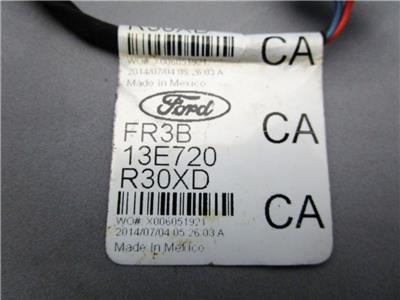 R30XD
CA
WO#: X006051921
2014/07/04 05:26:03 A
Made In Mexico
Ford
FR3B
CA
13E720
R30XD
CA
WO#: X006051921
2014/07/04 05:26:03 A
Made In Mexico